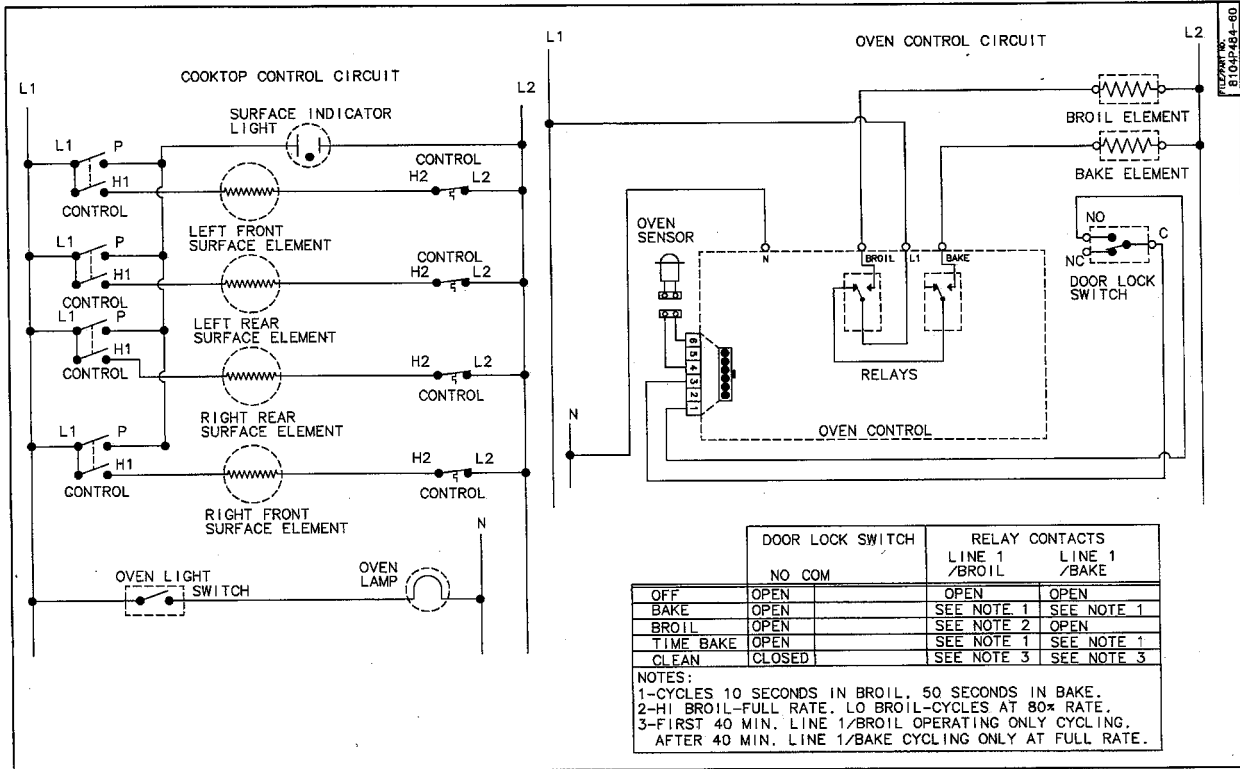 FILE/PART NO.
8104P484-60
COOKTOP CONTROL CIRCUIT
L1
L2
SURFACE INDICATOR
LIGHT
L1
P
H1
CONTROL
CONTROL
H2
L2
LEFT FRONT
SURFACE ELEMENT
L1
P
H1
CONTROL
CONTROL
H2
L2
LEFT REAR
SURFACE ELEMENT
L1
P
H1
CONTROL
H2
L2
CONTROL
RIGHT REAR
SURFACE ELEMENT
L1
P
H1
CONTROL
H2
L2
CONTROL
RIGHT FRONT
SURFACE ELEMENT
N
OVEN LIGHT
SWITCH
OVEN
LAMP
OVEN CONTROL CIRCUIT
L1
L2
BROIL ELEMENT
BAKE ELEMENT
NO
C
NC
DOOR LOCK
SWITCH
OVEN
SENSOR
N
BROIL
L1
BAKE
6
5
4
3
2
1
RELAYS
OVEN CONTROL
N
DOOR LOCK SWITCH RELAY CONTACTS
LINE 1 LINE 1
NO COM /BROIL /BAKE
OFF OPEN OPEN OPEN
BAKE OPEN SEE NOTE 1 SEE NOTE 1
BROIL OPEN SEE NOTE 2 OPEN
TIME BAKE OPEN SEE NOTE 1 SEE NOTE 1
CLEAN CLOSED SEE NOTE 3 SEE NOTE 3
NOTES:
1-CYCLES 10 SECONDS IN BROIL, 50 SECONDS IN BAKE.
2-HI BROIL-FULL RATE. LO BROIL-CYCLES AT 80% RATE.
3-FIRST 40 MIN. LINE 1/BROIL OPERATING ONLY CYCLING.
AFTER 40 MIN. LINE 1/BAKE CYCLING ONLY AT FULL RATE.